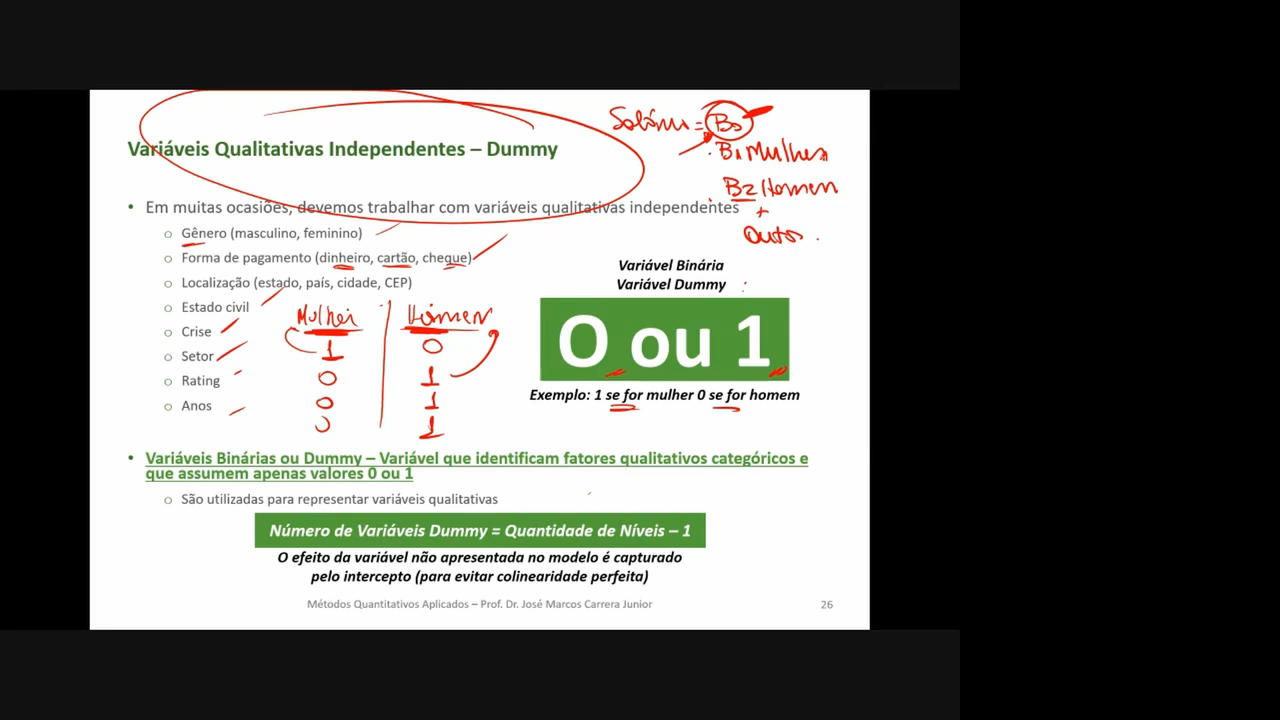 Salário = B0
B1 Mulher
B2 Homem
+
Outros.
Variáveis Qualitativas Independentes – Dummy
• Em muitas ocasiões, devemos trabalhar com variáveis qualitativas independentes
o Gênero (masculino, feminino)
o Forma de pagamento (dinheiro, cartão, cheque)
o Localização (estado, país, cidade, CEP)
o Estado civil
o Crise
o Setor
o Rating
o Anos
Mulher Homem
1 0
0 1
0 1
0 1
Variável Binária
Variável Dummy
0 ou 1
Exemplo: 1 se for mulher 0 se for homem
• Variáveis Binárias ou Dummy – Variável que identificam fatores qualitativos categóricos e
que assumem apenas valores 0 ou 1
o São utilizadas para representar variáveis qualitativas
Número de Variáveis Dummy = Quantidade de Níveis – 1
O efeito da variável não apresentada no modelo é capturado
pelo intercepto (para evitar colinearidade perfeita)
Métodos Quantitativos Aplicados – Prof. Dr. José Marcos Carrera Junior 26